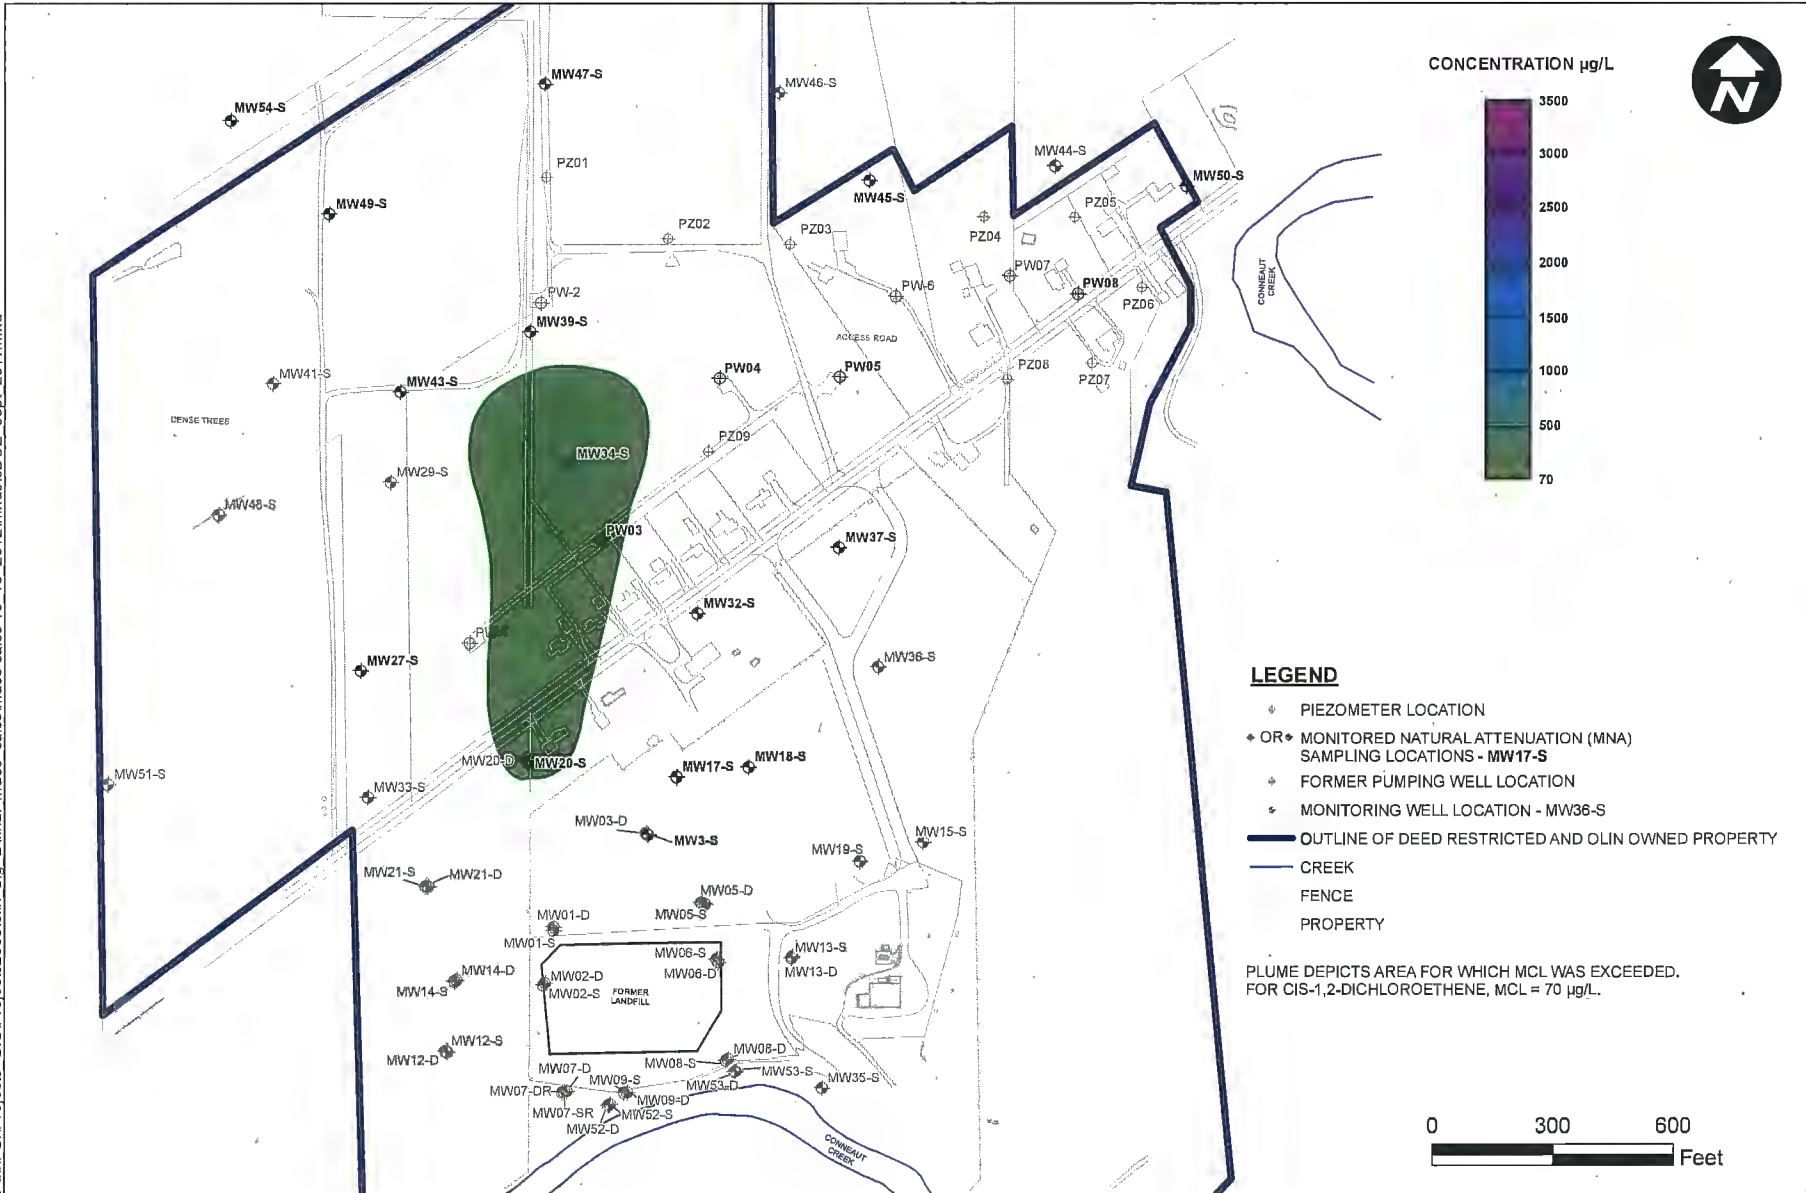 CONCENTRATION µg/L
N
3500
3000
2500
2000
1500
1000
500
70
MW47-S
MW46-S
MW54-S
MW44-S
PZ01
MW45-S
MW50-S
MW49-S
PZ05
PZ02
PZ03
PZ04
PW07
PW-2
PW-6
PW08
PZ06
CONNEAUT
CREEK
MW39-S
ACCESS ROAD
MW41-S
MW43-S
PW04
PW05
PZ08
PZ07
DENSE TREES
PZ09
MW34-S
MW29-S
MW48-S
PW03
MW37-S
MW32-S
MW27-S
MW36-S
MW20-D
MW20-S
MW17-S
MW18-S
MW51-S
MW33-S
MW03-D
MW3-S
MW15-S
MW19-S
MW21-S
MW21-D
MW05-D
MW05-S
MW01-D
MW01-S
MW06-S
MW06-D
MW13-S
MW13-D
MW14-D
MW14-S
MW02-D
MW02-S
FORMER
LANDFILL
MW12-S
MW12-D
MW08-D
MW08-S
MW07-D
MW09-S
MW53-S
MW53-D
MW35-S
MW07-DR
MW09-D
MW07-SR
MW52-S
MW52-D
CONNEAUT
CREEK
LEGEND
PIEZOMETER LOCATION
OR MONITORED NATURAL ATTENUATION (MNA)
SAMPLING LOCATIONS - MW17-S
FORMER PUMPING WELL LOCATION
MONITORING WELL LOCATION - MW36-S
OUTLINE OF DEED RESTRICTED AND OLIN OWNED PROPERTY
CREEK
FENCE
PROPERTY
PLUME DEPICTS AREA FOR WHICH MCL WAS EXCEEDED.
FOR CIS-1,2-DICHLOROETHENE, MCL = 70 µg/L.
0 300 600
Feet